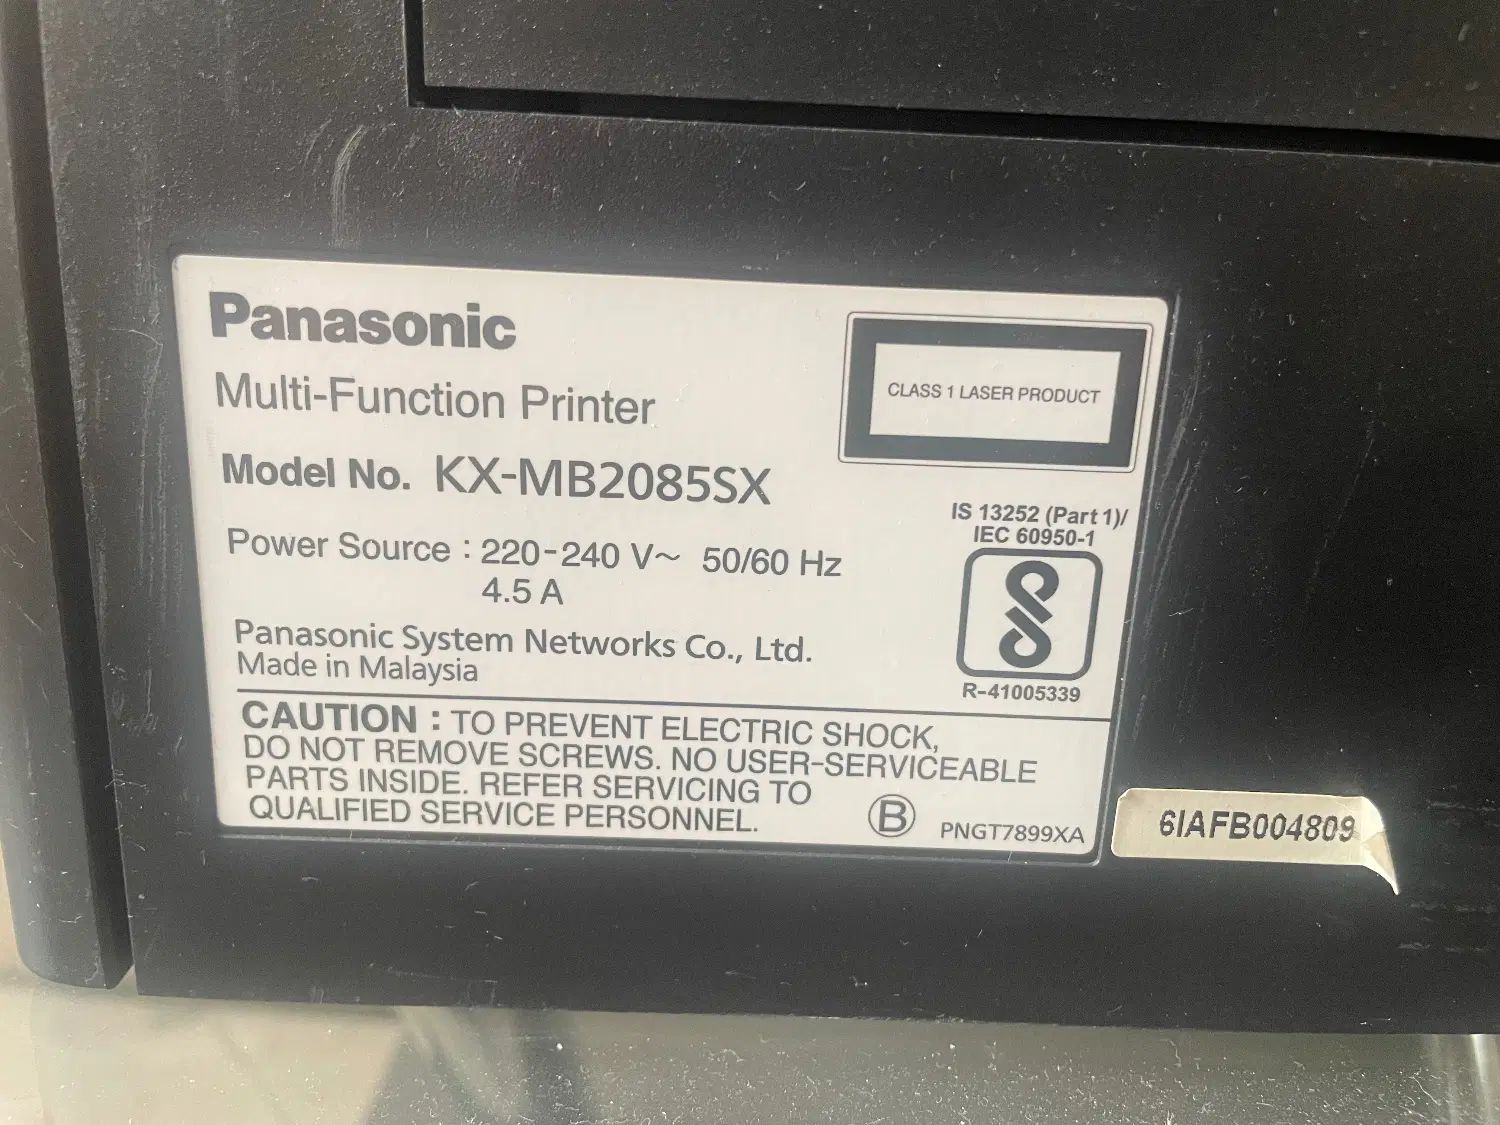 Panasonic
Multi-Function Printer
Model No. KX-MB2085SX
Power Source : 220-240 V~ 50/60 Hz
4.5 A
Panasonic System Networks Co., Ltd.
Made in Malaysia
CLASS 1 LASER PRODUCT
IS 13252 (Part 1)/
IEC 60950-1
R-41005339
CAUTION : TO PREVENT ELECTRIC SHOCK,
DO NOT REMOVE SCREWS. NO USER-SERVICEABLE
PARTS INSIDE. REFER SERVICING TO
QUALIFIED SERVICE PERSONNEL.
B
PNGT7899XA
6IAFB004809